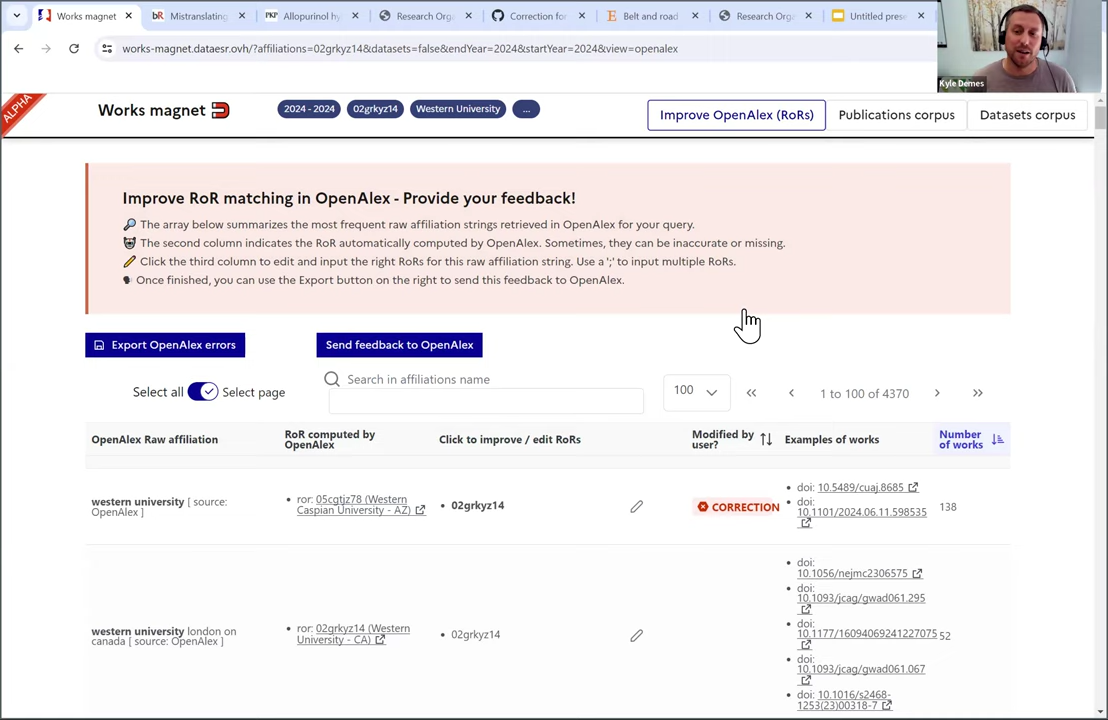 Works magnet
Mistranslating
Allopurinol hy
Research Orga
Correction for
Belt and road
Research Orga
Untitled prese
works-magnet.dataesr.ovh/?affiliations=02grkyz14&datasets=false&endYear=2024&startYear=2024&view=openalex
Kyle Demes
ALPHA
Works magnet
2024 - 2024
02grkyz14
Western University
...
Improve OpenAlex (RoRs)
Publications corpus
Datasets corpus
Improve RoR matching in OpenAlex - Provide your feedback!
The array below summarizes the most frequent raw affiliation strings retrieved in OpenAlex for your query.
The second column indicates the RoR automatically computed by OpenAlex. Sometimes, they can be inaccurate or missing.
Click the third column to edit and input the right RoRs for this raw affiliation string. Use a ';' to input multiple RoRs.
Once finished, you can use the Export button on the right to send this feedback to OpenAlex.
Export OpenAlex errors
Send feedback to OpenAlex
Select all
Select page
Search in affiliations name
100
1 to 100 of 4370
OpenAlex Raw affiliation
RoR computed by
OpenAlex
Click to improve / edit RoRs
Modified by
user?
Examples of works
Number
of works
western university [ source:
OpenAlex ]
ror: 05cgtjz78 (Western
Caspian University - AZ)
02grkyz14
CORRECTION
doi: 10.5489/cuaj.8685
doi:
10.1101/2024.06.11.598535
138
western university london on
canada [ source: OpenAlex ]
ror: 02grkyz14 (Western
University - CA)
02grkyz14
doi:
10.1056/nejmc2306575
doi:
10.1093/jcag/gwad061.295
doi:
10.1177/16094069241227075
doi:
10.1093/jcag/gwad061.067
doi: 10.1016/s2468-
1253(23)00318-7
52